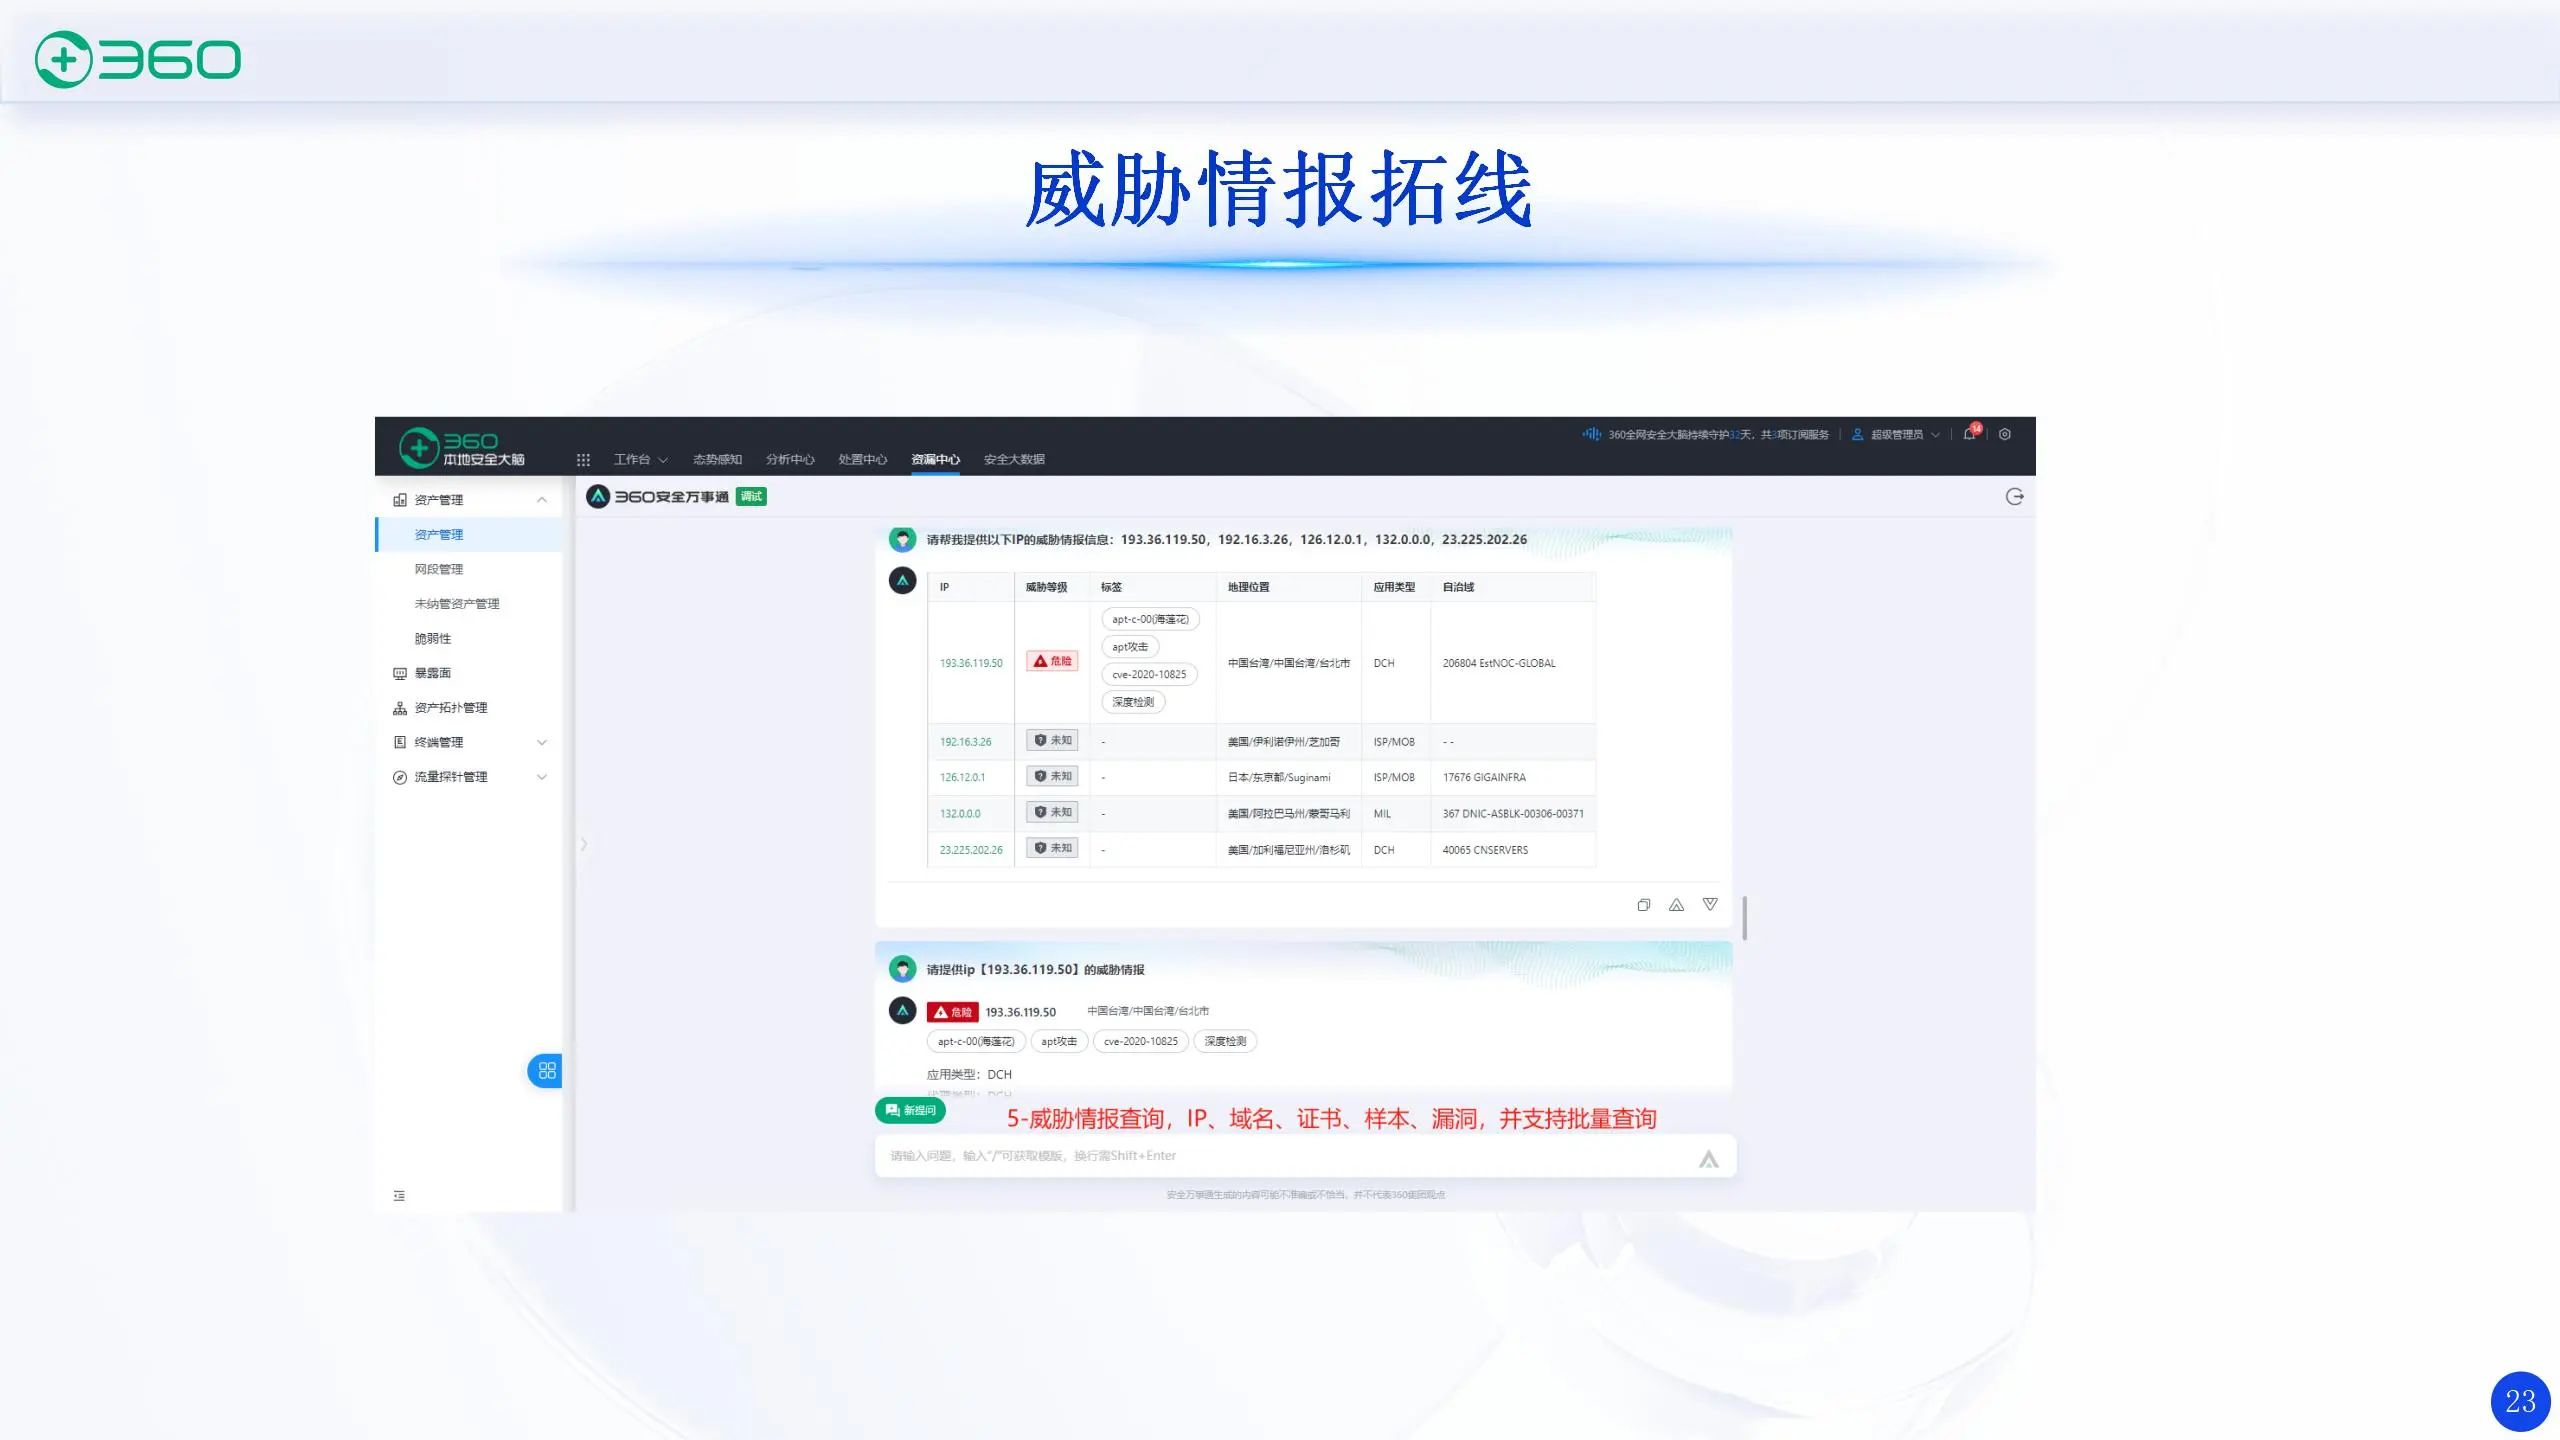 360
威胁情报拓线
360
本地安全大脑
工作台
态势感知
分析中心
处置中心
资漏中心
安全大数据
360全网安全大脑持续守护32天，共3项订阅服务
超级管理员
14
资产管理
资产管理
网段管理
未纳管资产管理
脆弱性
暴露面
资产拓扑管理
终端管理
流量探针管理
360安全万事通 调试
请帮我提供以下IP的威胁情报信息：193.36.119.50，192.16.3.26，126.12.0.1，132.0.0.0，23.225.202.26
IP 威胁等级 标签 地理位置 应用类型 自治域
193.36.119.50 危险 apt-c-00(海莲花) apt攻击 cve-2020-10825 深度检测 中国台湾/中国台湾/台北市 DCH 206804 EstNOC-GLOBAL
192.16.3.26 未知 - 美国/伊利诺伊州/芝加哥 ISP/MOB - -
126.12.0.1 未知 - 日本/东京都/Suginami ISP/MOB 17676 GIGAINFRA
132.0.0.0 未知 - 美国/阿拉巴马州/蒙哥马利 MIL 367 DNIC-ASBLK-00306-00371
23.225.202.26 未知 - 美国/加利福尼亚州/洛杉矶 DCH 40065 CNSERVERS
请提供ip【193.36.119.50】的威胁情报
危险 193.36.119.50 中国台湾/中国台湾/台北市
apt-c-00(海莲花) apt攻击 cve-2020-10825 深度检测
应用类型：DCH
新提问
5-威胁情报查询，IP、域名、证书、样本、漏洞，并支持批量查询
请输入问题，输入“/”可获取模版，换行需Shift+Enter
安全万事通生成的内容可能不准确或不恰当，并不代表360集团观点
23